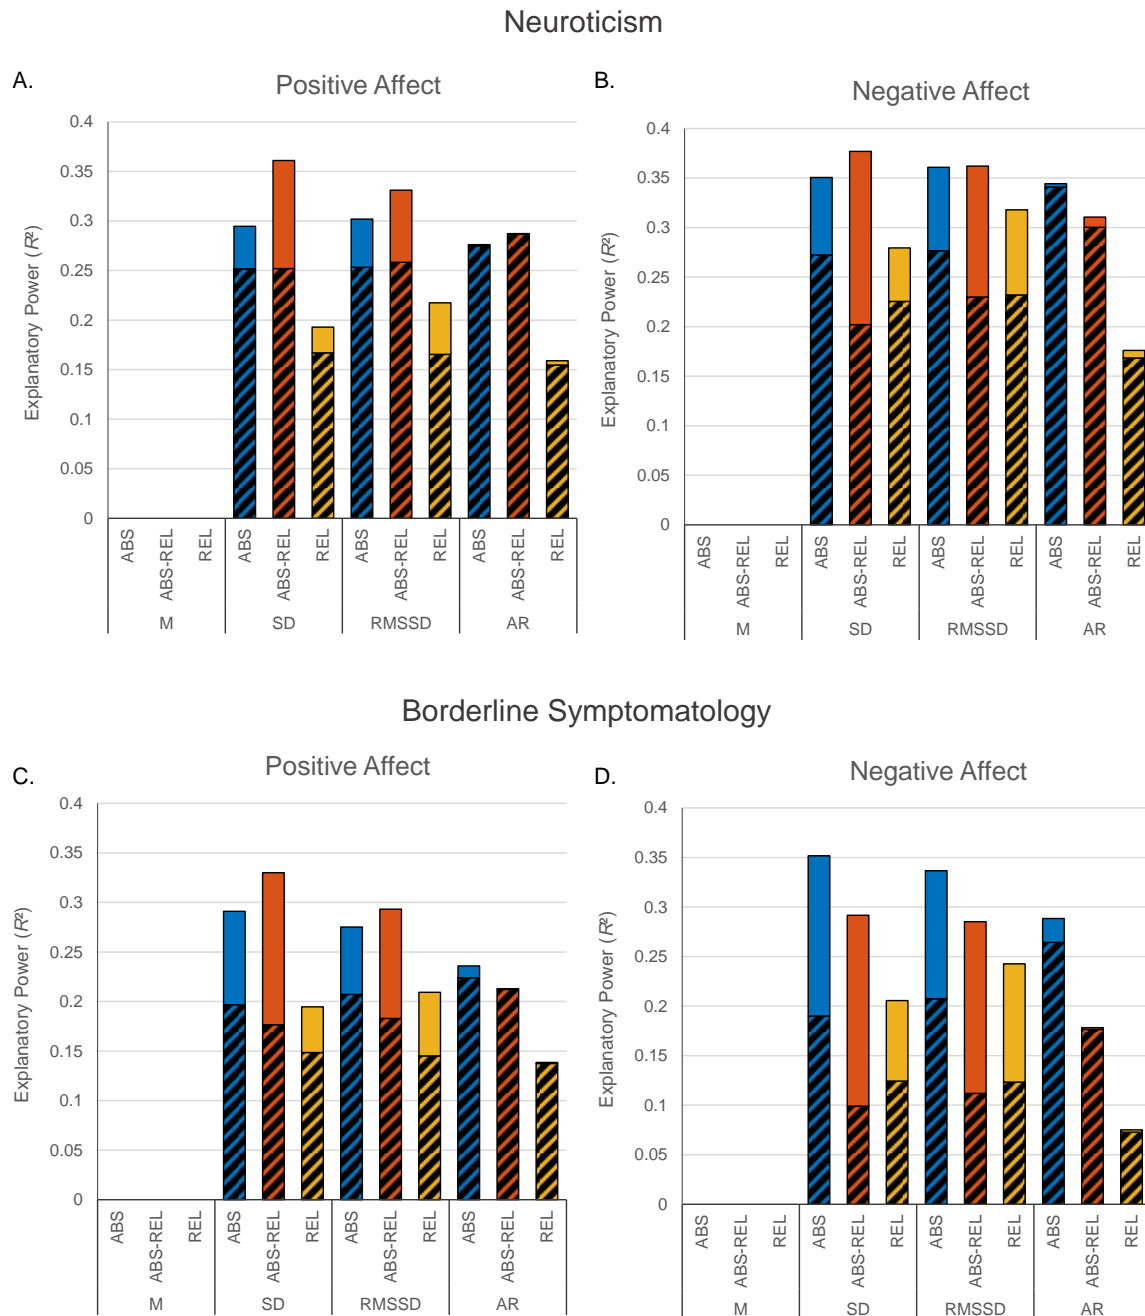 Neuroticism
A.
Positive Affect
Explanatory Power (R²)
0.4
0.35
0.3
0.25
0.2
0.15
0.1
0.05
0
ABS
ABS-REL
REL
ABS
ABS-REL
REL
ABS
ABS-REL
REL
ABS
ABS-REL
REL
M
SD
RMSSD
AR
B.
Negative Affect
Explanatory Power (R²)
0.4
0.35
0.3
0.25
0.2
0.15
0.1
0.05
0
ABS
ABS-REL
REL
ABS
ABS-REL
REL
ABS
ABS-REL
REL
ABS
ABS-REL
REL
M
SD
RMSSD
AR
Borderline Symptomatology
C.
Positive Affect
Explanatory Power (R²)
0.4
0.35
0.3
0.25
0.2
0.15
0.1
0.05
0
ABS
ABS-REL
REL
ABS
ABS-REL
REL
ABS
ABS-REL
REL
ABS
ABS-REL
REL
M
SD
RMSSD
AR
D.
Negative Affect
Explanatory Power (R²)
0.4
0.35
0.3
0.25
0.2
0.15
0.1
0.05
0
ABS
ABS-REL
REL
ABS
ABS-REL
REL
ABS
ABS-REL
REL
ABS
ABS-REL
REL
M
SD
RMSSD
AR